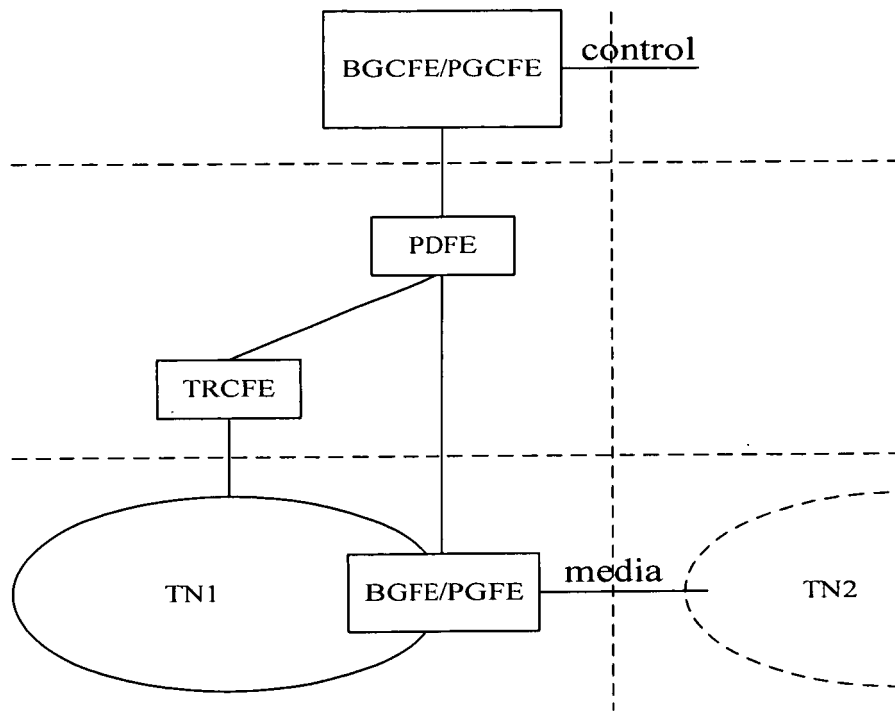 BGCFE/PGCFE
control
PDFE
TRCFE
TN1
BGFE/PGFE
media
TN2